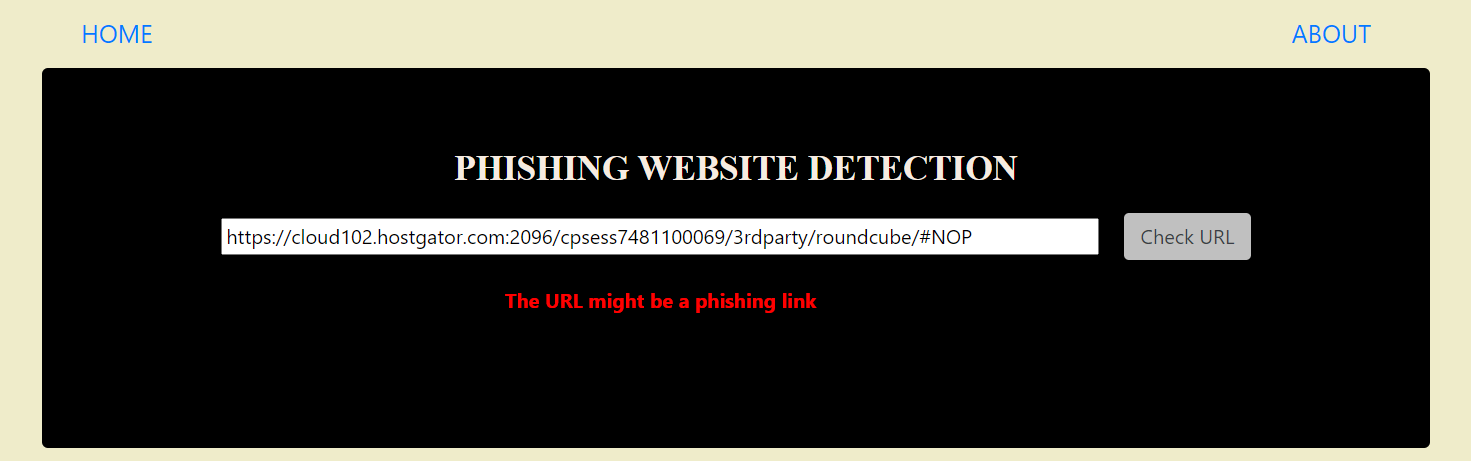 HOME
ABOUT
PHISHING WEBSITE DETECTION
https://cloud102.hostgator.com:2096/cpsess7481100069/3rdparty/roundcube/#NOP
Check URL
The URL might be a phishing link